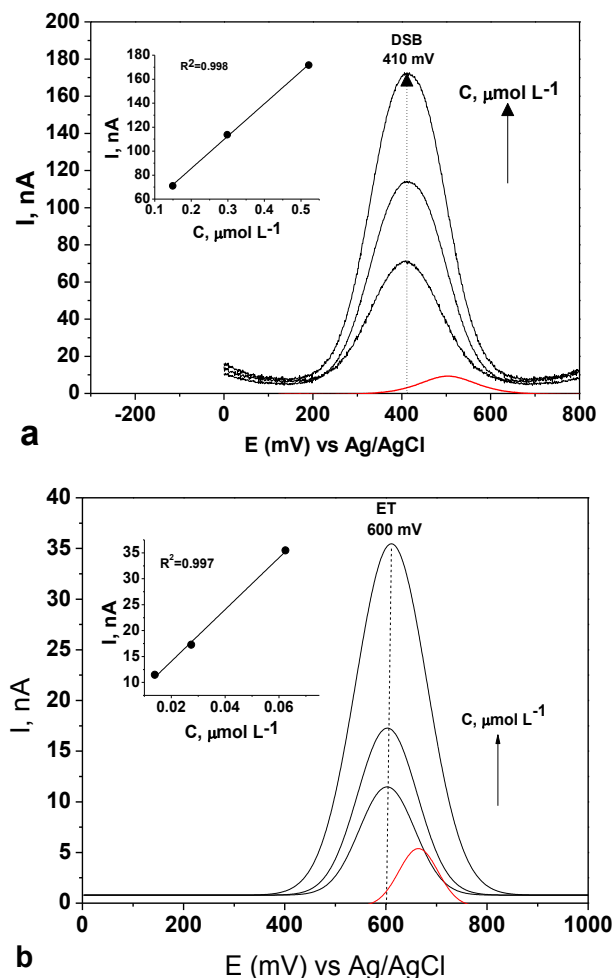 200
180
160
140
120
100
80
60
40
20
0
I, nA
180
160
140
120
100
80
60
I, nA
R2=0.998
0.1 0.2 0.3 0.4 0.5
C, μmol L-1
DSB
410 mV
C, μmol L-1
-200 0 200 400 600 800
E (mV) vs Ag/AgCl
a
40
35
30
25
20
15
10
5
0
I, nA
35
30
25
20
15
10
I, nA
R2=0.997
0.02 0.04 0.06
C, μmol L-1
ET
600 mV
C, μmol L-1
0 200 400 600 800 1000
E (mV) vs Ag/AgCl
b